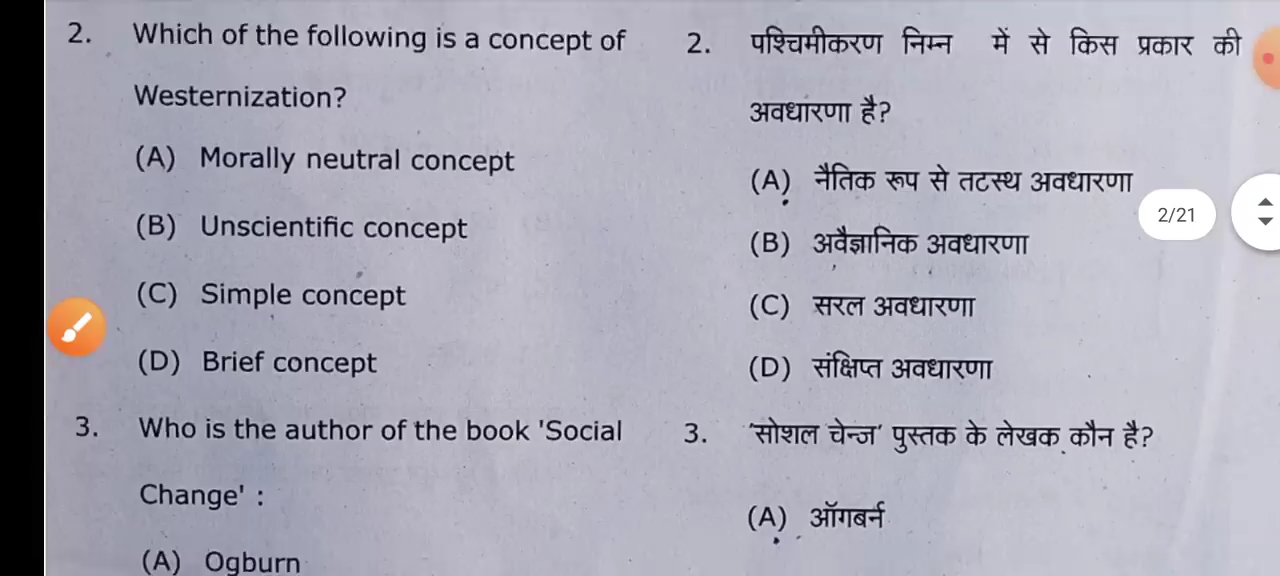 2. Which of the following is a concept of
Westernization?
(A) Morally neutral concept
(B) Unscientific concept
(C) Simple concept
(D) Brief concept
3. Who is the author of the book 'Social
Change' :
(A) Ogburn
2. पश्चिमीकरण निम्न में से किस प्रकार की
अवधारणा है?
(A) नैतिक रूप से तटस्थ अवधारणा
(B) अवैज्ञानिक अवधारणा
(C) सरल अवधारणा
(D) संक्षिप्त अवधारणा
3. 'सोशल चेन्ज' पुस्तक के लेखक कौन है?
(A) ऑगबर्न
2/21